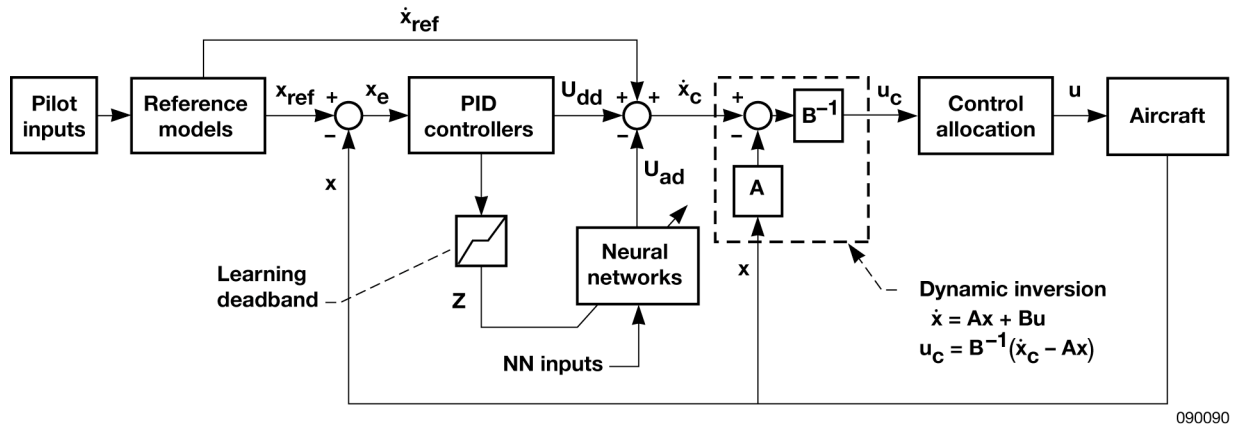 ẋref
Pilot
inputs
Reference
models
xref
+
−
xe
PID
controllers
Udd
+
+
−
ẋc
+
−
B−1
uc
Control
allocation
u
Aircraft
x
Uad
A
Learning
deadband
Z
Neural
networks
x
NN inputs
Dynamic inversion
ẋ = Ax + Bu
uc = B−1(ẋc − Ax)
090090